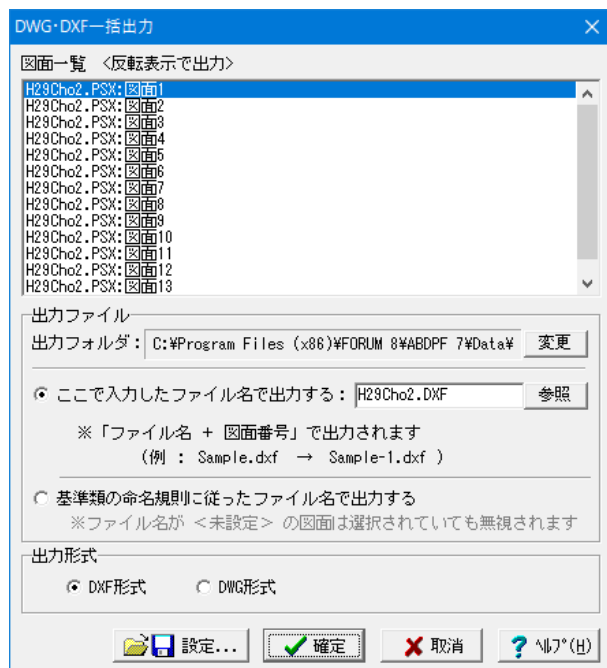 DWG･DXF一括出力
図面一覧 <反転表示で出力>
H29Cho2.PSX:図面1
H29Cho2.PSX:図面2
H29Cho2.PSX:図面3
H29Cho2.PSX:図面4
H29Cho2.PSX:図面5
H29Cho2.PSX:図面6
H29Cho2.PSX:図面7
H29Cho2.PSX:図面8
H29Cho2.PSX:図面9
H29Cho2.PSX:図面10
H29Cho2.PSX:図面11
H29Cho2.PSX:図面12
H29Cho2.PSX:図面13
出力ファイル
出力フォルダ： C:¥Program Files (x86)¥FORUM 8¥ABDPF 7¥Data¥ 変更
ここで入力したファイル名で出力する： H29Cho2.DXF 参照
※「ファイル名 + 図面番号」で出力されます
(例 : Sample.dxf → Sample-1.dxf )
基準類の命名規則に従ったファイル名で出力する
※ファイル名が <未設定> の図面は選択されていても無視されます
出力形式
DXF形式 DWG形式
設定... 確定 取消 ﾍﾙﾌﾟ(H)